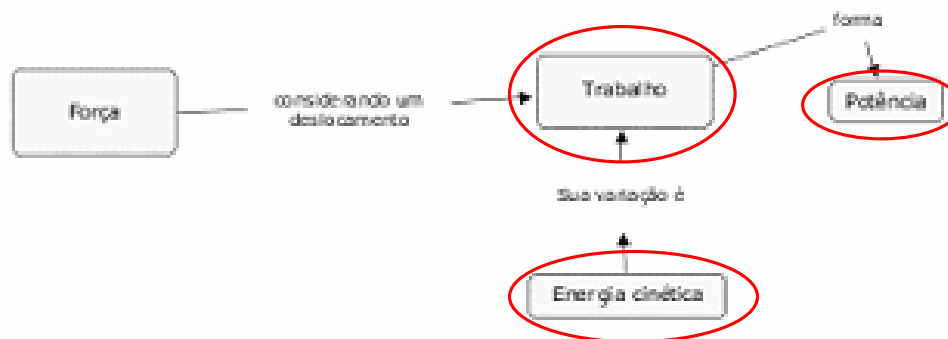 forma
Força
considerando um
deslocamento
Trabalho
Potência
Sua variação é
Energia cinética